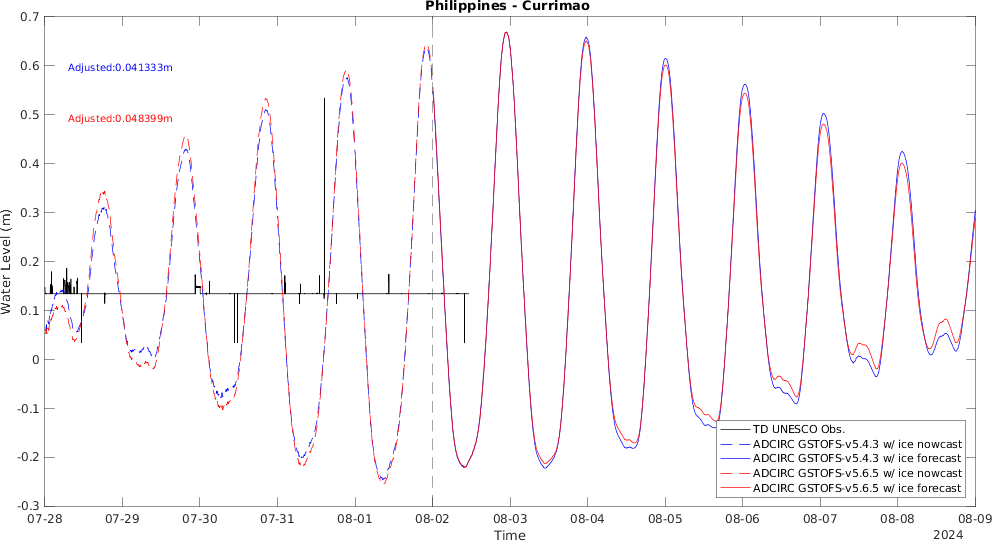 Philippines - Currimao
Water Level (m)
0.7
0.6
0.5
0.4
0.3
0.2
0.1
0
-0.1
-0.2
-0.3
Adjusted:0.041333m
Adjusted:0.048399m
TD UNESCO Obs.
ADCIRC GSTOFS-v5.4.3 w/ ice nowcast
ADCIRC GSTOFS-v5.4.3 w/ ice forecast
ADCIRC GSTOFS-v5.6.5 w/ ice nowcast
ADCIRC GSTOFS-v5.6.5 w/ ice forecast
07-28 07-29 07-30 07-31 08-01 08-02 08-03 08-04 08-05 08-06 08-07 08-08 08-09
Time
2024